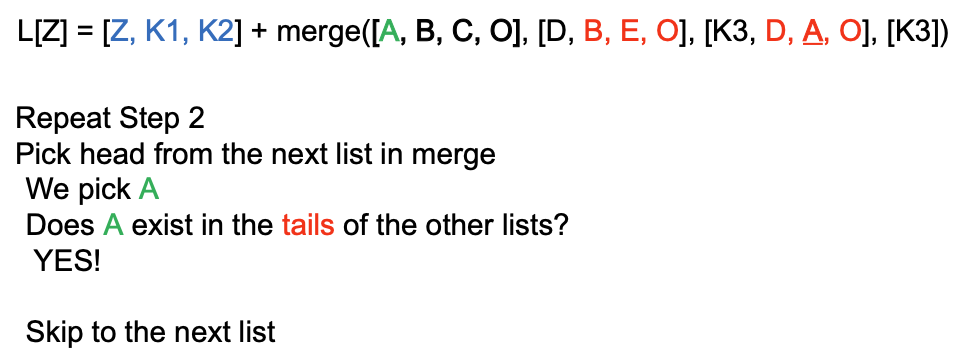 L[Z] = [Z, K1, K2] + merge([A, B, C, O], [D, B, E, O], [K3, D, A, O], [K3])
Repeat Step 2
Pick head from the next list in merge
We pick A
Does A exist in the tails of the other lists?
YES!
Skip to the next list